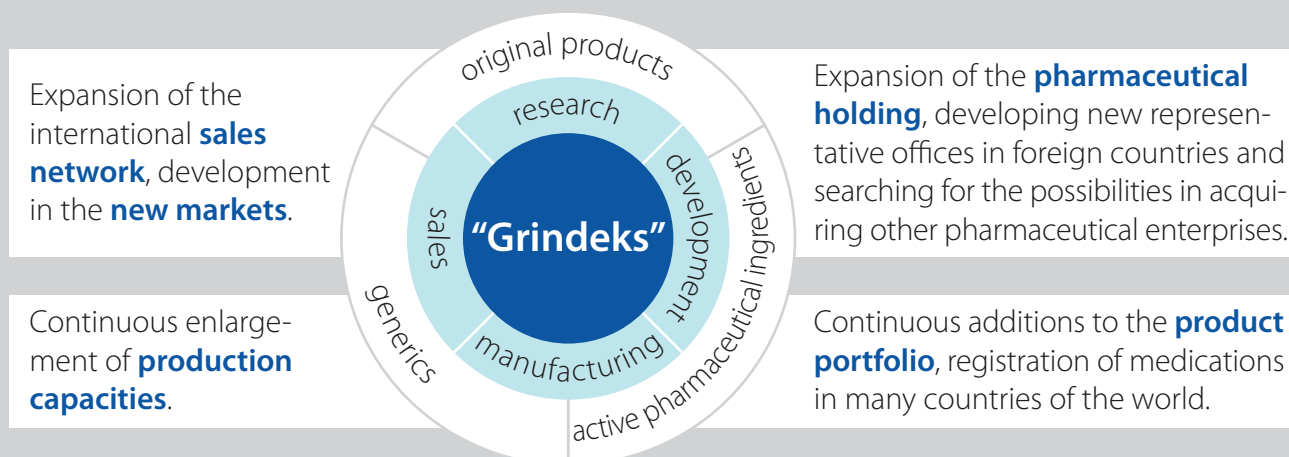 Expansion of the
international sales
network, development
in the new markets.
Continuous enlarge-
ment of production
capacities.
original products
research
development
active pharmaceutical ingredients
manufacturing
sales
generics
“Grindeks”
Expansion of the pharmaceutical
holding, developing new represen-
tative offices in foreign countries and
searching for the possibilities in acqui-
ring other pharmaceutical enterprises.
Continuous additions to the product
portfolio, registration of medications
in many countries of the world.